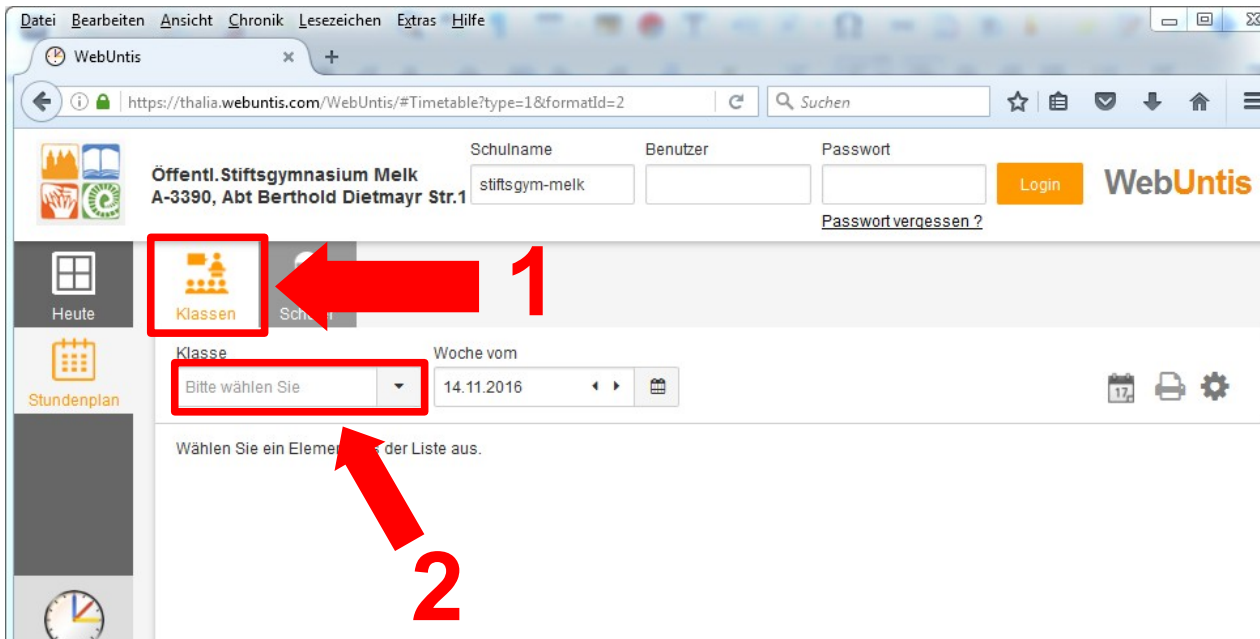 Datei Bearbeiten Ansicht Chronik Lesezeichen Extras Hilfe
WebUntis
https://thalia.webuntis.com/WebUntis/#Timetable?type=1&formatId=2
Suchen
Öffentl.Stiftsgymnasium Melk
A-3390, Abt Berthold Dietmayr Str.1
Schulname Benutzer Passwort
stiftsgym-melk
Login
WebUntis
Passwort vergessen ?
Heute
Klassen
1
Klasse Woche vom
Bitte wählen Sie 14.11.2016
17
Stundenplan
Wählen Sie ein der Liste aus.
2